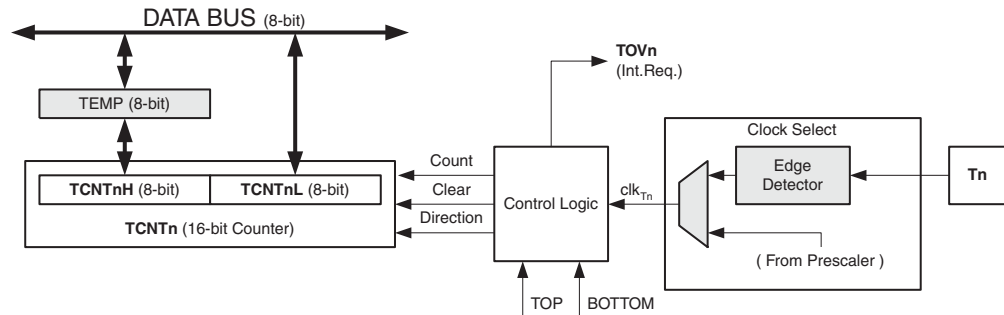 DATA BUS (8-bit)
TOVn
(Int.Req.)
TEMP (8-bit)
Clock Select
Count
Edge
Detector
Tn
TCNTnH (8-bit)
TCNTnL (8-bit)
Clear
Control Logic
clkTn
TCNTn (16-bit Counter)
Direction
( From Prescaler )
TOP
BOTTOM